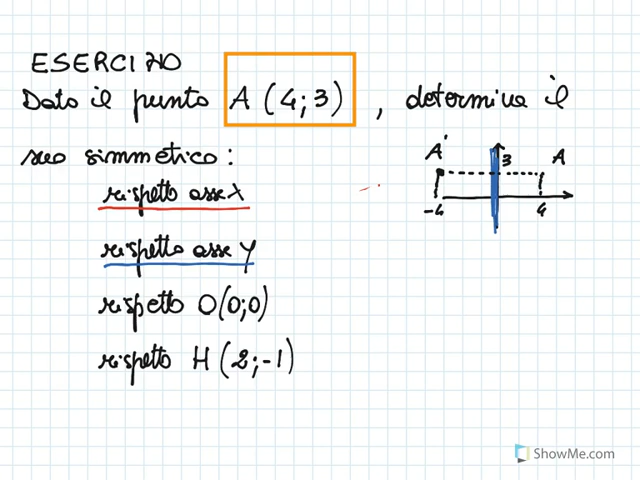 ESERCIZIO
Dato il punto A (4;3), determina il
suo simmetico:
rispetto asse X
rispetto asse Y
rispetto O(0;0)
rispetto H(2;-1)
A' 3 A
-4 4
ShowMe.com